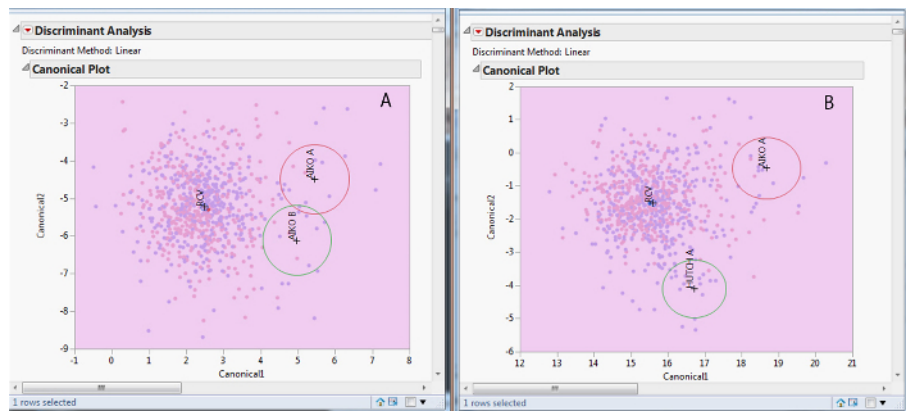 Discriminant Analysis
Discriminant Method: Linear
Canonical Plot
A
-2
-3
-4
-5
-6
-7
-8
-9
Canonical2
AIKO A
RCV
AIKO B
-1 0 1 2 3 4 5 6 7 8
Canonical1
1 rows selected
Discriminant Analysis
Discriminant Method: Linear
Canonical Plot
B
2
1
0
-1
-2
-3
-4
-5
-6
Canonical2
AIKO A
RCV
HUTCH A
12 13 14 15 16 17 18 19 20 21
Canonical1
1 rows selected